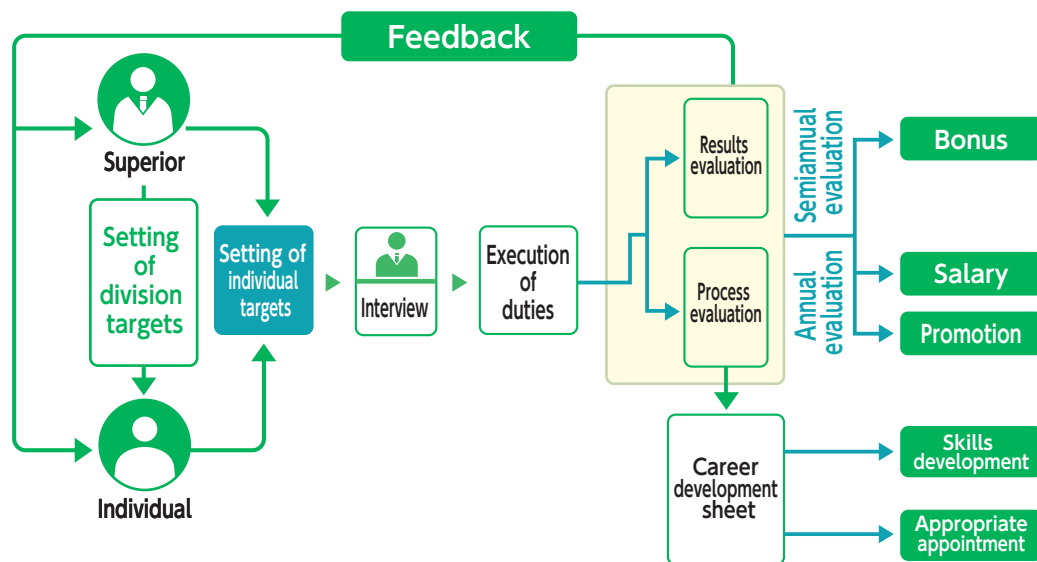 Feedback
Superior
Setting
of
division
targets
Individual
Setting of
individual
targets
Interview
Execution
of
duties
Results
evaluation
Process
evaluation
Semiannual
evaluation
Annual
evaluation
Bonus
Salary
Promotion
Career
development
sheet
Skills
development
Appropriate
appointment